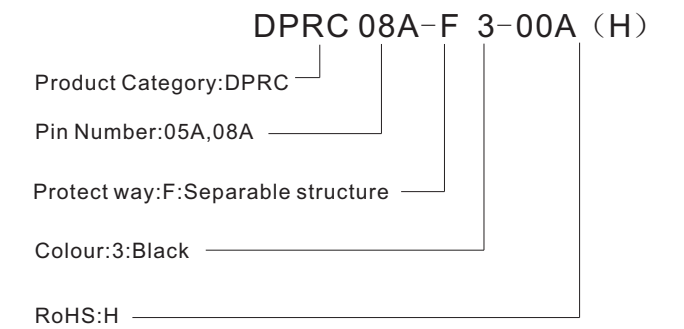 DPRC 08A-F 3-00A（H）
Product Category:DPRC
Pin Number:05A,08A
Protect way:F:Separable structure
Colour:3:Black
RoHS:H